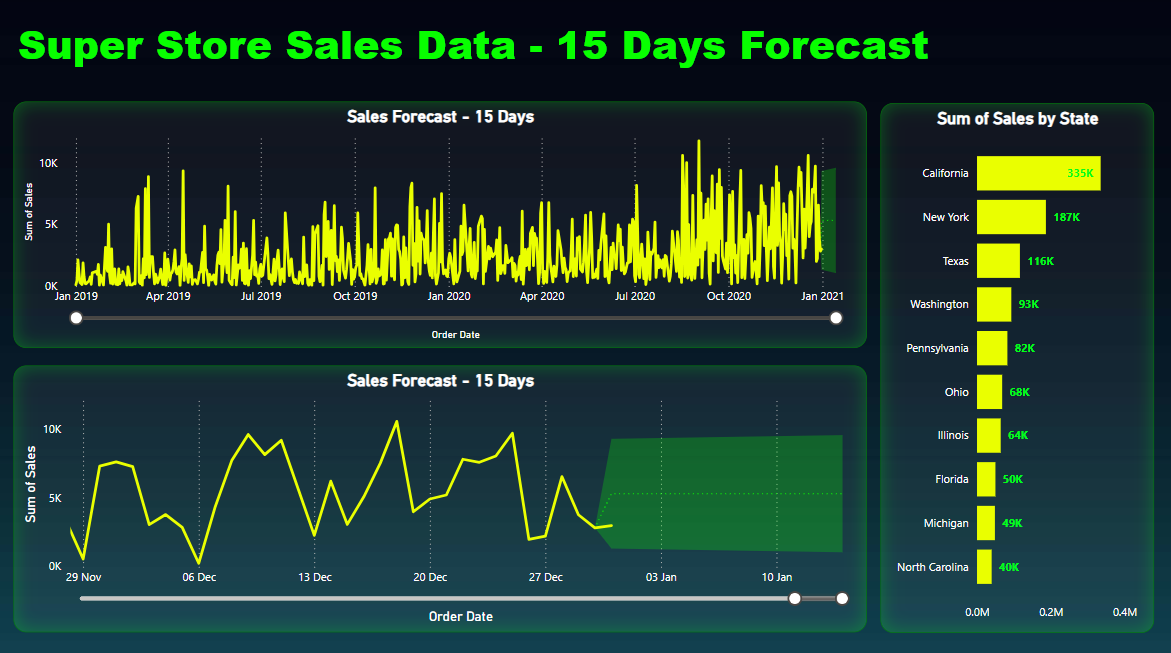 Super Store Sales Data - 15 Days Forecast
Sales Forecast - 15 Days
Sum of Sales
10K
5K
0K
Jan 2019 Apr 2019 Jul 2019 Oct 2019 Jan 2020 Apr 2020 Jul 2020 Oct 2020 Jan 2021
Order Date
Sales Forecast - 15 Days
Sum of Sales
10K
5K
0K
29 Nov 06 Dec 13 Dec 20 Dec 27 Dec 03 Jan 10 Jan
Order Date
Sum of Sales by State
California 335K
New York 187K
Texas 116K
Washington 93K
Pennsylvania 82K
Ohio 68K
Illinois 64K
Florida 50K
Michigan 49K
North Carolina 40K
0.0M 0.2M 0.4M